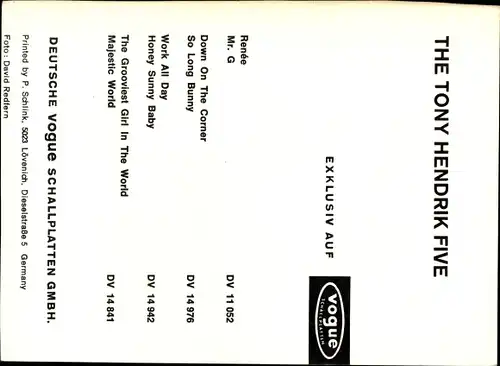 THE TONY HENDRIK FIVE
EXKLUSIV AUF
vogue
SCHALLPLATTEN
Renée
Mr. G DV 11 052
Down On The Corner
So Long Bunny DV 14 976
Work All Day
Honey Sunny Baby DV 14 942
The Grooviest Girl In The World
Majestic World DV 14 841
DEUTSCHE vogue SCHALLPLATTEN GMBH.
Printed by P. Schlink, 5023 Lövenich, Dieselstraße 5 Germany
Foto: David Redfern